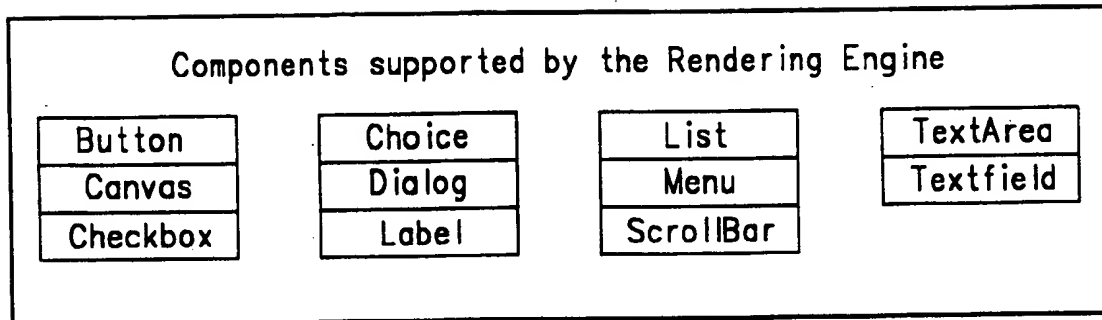 Components supported by the Rendering Engine
Button
Canvas
Checkbox
Choice
Dialog
Label
List
Menu
ScrollBar
TextArea
Textfield